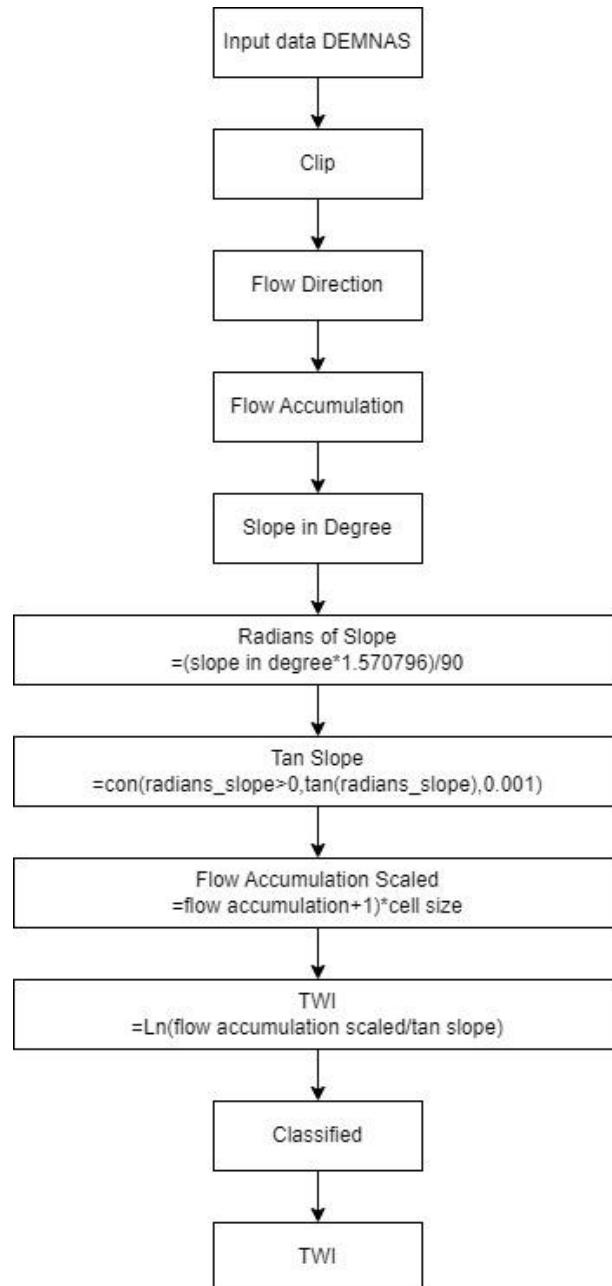 Input data DEMNAS
Clip
Flow Direction
Flow Accumulation
Slope in Degree
Radians of Slope
=(slope in degree*1.570796)/90
Tan Slope
=con(radians_slope>0,tan(radians_slope),0.001)
Flow Accumulation Scaled
=flow accumulation+1)*cell size
TWI
=Ln(flow accumulation scaled/tan slope)
Classified
TWI